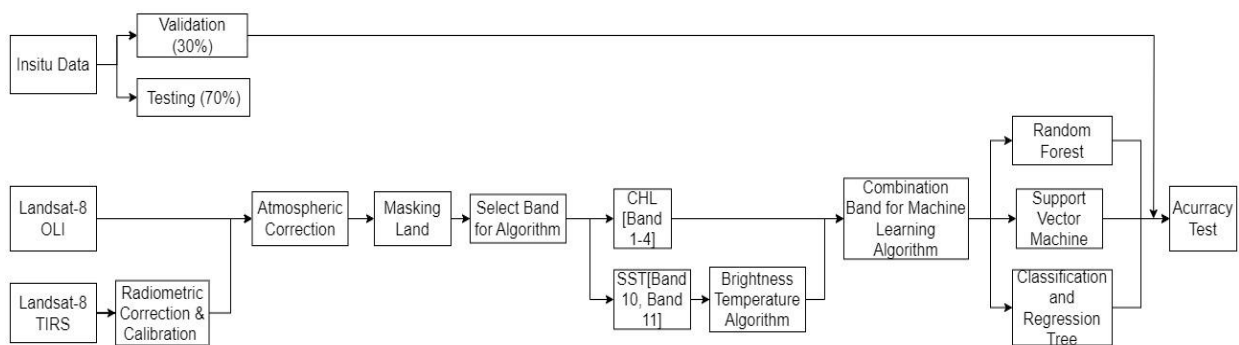 Validation
(30%)
Insitu Data
Testing (70%)
Landsat-8
OLI
Landsat-8
TIRS
Radiometric
Correction &
Calibration
Atmospheric
Correction
Masking
Land
Select Band
for Algorithm
CHL
[Band
1-4]
SST[Band
10, Band
11]
Brightness
Temperature
Algorithm
Combination
Band for Machine
Learning
Algorithm
Random
Forest
Support
Vector
Machine
Classification
and
Regression
Tree
Acurracy
Test